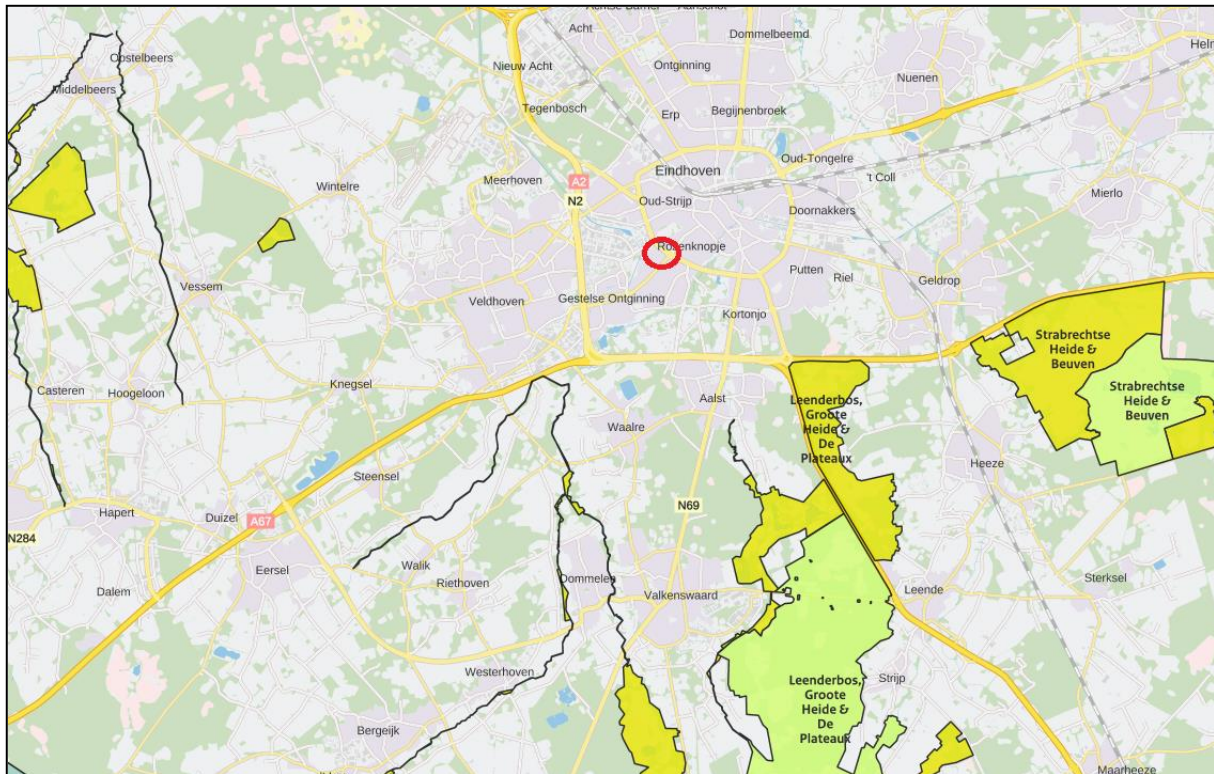 Acht
Dommelbeemd
Oostelbeers
Nieuw Acht
Ontginning
Nuenen
Middelbeers
Tegenbosch
Erp
Begijnenbroek
Oud-Tongelre
Eindhoven
't Coll
Meerhoven
A2
Wintelre
N2
Oud-Strijp
Mierlo
Doornakkers
Rozenknopje
Putten
Riel
Geldrop
Vessem
Veldhoven
Gestelse Ontginning
Kortonjo
Strabrechtse
Heide &
Beuven
Knegsel
Casteren
Hoogeloon
Aalst
Leenderbos,
Groote
Heide &
De
Plateaux
Strabrechtse
Heide &
Beuven
Waalre
Heeze
Steensel
N69
Hapert
Duizel
A67
N284
Eersel
Walik
Riethoven
Dommelen
Sterksel
Dalem
Valkenswaard
Leende
Westerhoven
Leenderbos,
Groote
Heide &
De
Plateaux
Strijp
Bergeijk
Maarheeze